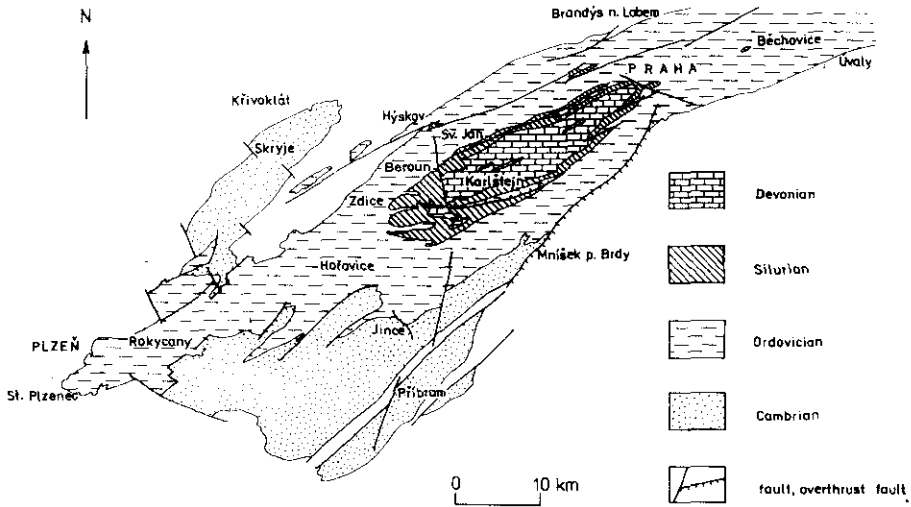 N
Brandýs n. Labem
Běchovice
PRAHA
Úvaly
Křivoklát
Hýskov
Skryje
Sv. Jan
Beroun
Karlštejn
Zdice
Devonian
Mníšek p. Brdy
Hořovice
Silurian
Jince
PLZEŇ
Rokycany
Ordovician
St. Plzenec
Příbram
Cambrian
0 10 km
fault, overthrust fault